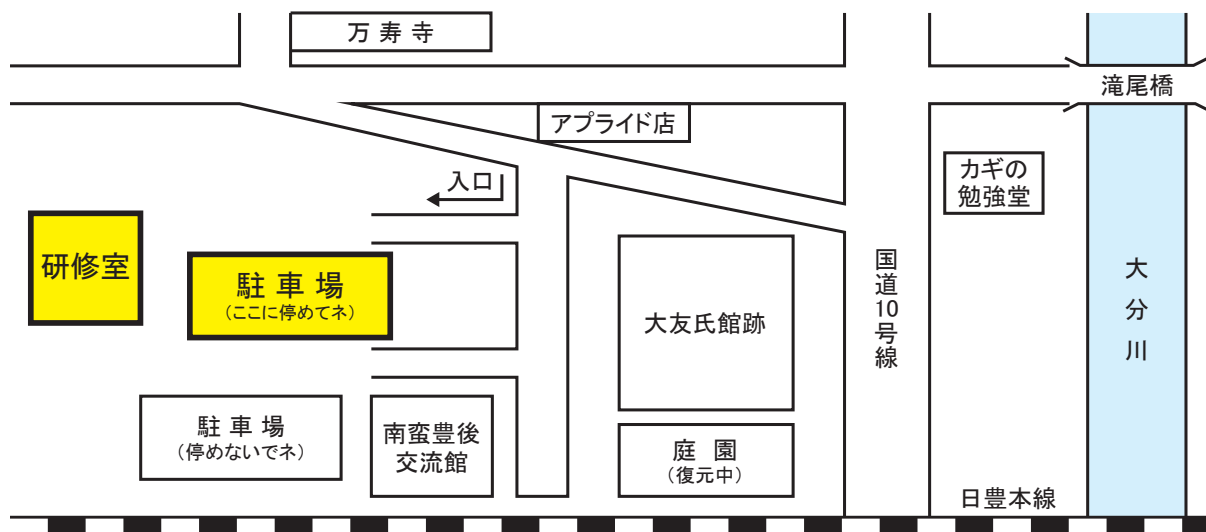 万寿寺
滝尾橋
アプライド店
カギの
勉強堂
入口
研修室
駐車場
(ここに停めてネ)
大友氏館跡
国道10号線
大分川
駐車場
(停めないでネ)
南蛮豊後
交流館
庭園
(復元中)
日豊本線